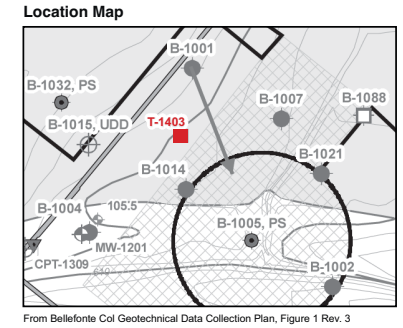 Location Map
B-1001
B-1032, PS
B-1007
B-1088
B-1015, UDD
T-1403
B-1021
B-1014
B-1004
105.5
B-1005, PS
MW-1201
CPT-1309
B-1002
From Bellefonte Col Geotechnical Data Collection Plan, Figure 1 Rev. 3